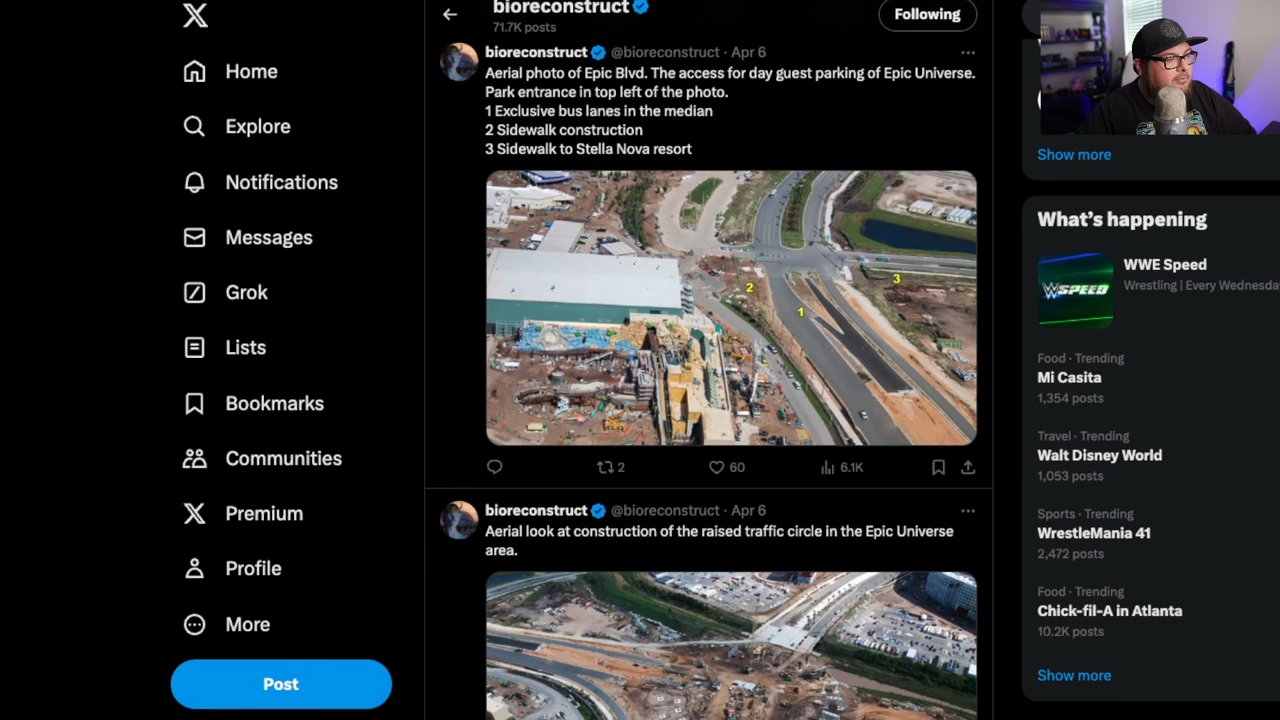 Home
Explore
Notifications
Messages
Grok
Lists
Bookmarks
Communities
Premium
Profile
More
Post
bioreconstruct
71.7K posts
Following
bioreconstruct @bioreconstruct · Apr 6
Aerial photo of Epic Blvd. The access for day guest parking of Epic Universe.
Park entrance in top left of the photo.
1 Exclusive bus lanes in the median
2 Sidewalk construction
3 Sidewalk to Stella Nova resort
2
1
3
2
60
6.1K
bioreconstruct @bioreconstruct · Apr 6
Aerial look at construction of the raised traffic circle in the Epic Universe
area.
Show more
What's happening
WWE Speed
Wrestling | Every Wednesda
W SPEED
Food · Trending
Mi Casita
1,354 posts
Travel · Trending
Walt Disney World
1,053 posts
Sports · Trending
WrestleMania 41
2,472 posts
Food · Trending
Chick-fil-A in Atlanta
10.2K posts
Show more